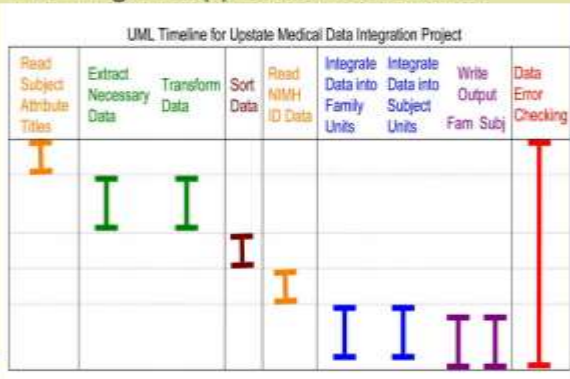 UML Timeline for Upstate Medical Data Integration Project
Read
Subject
Attribute
Titles
Extract
Necessary
Data
Transform
Data
Sort
Data
Read
NIMH
ID Data
Integrate
Data into
Family
Units
Integrate
Data into
Subject
Units
Write
Output
Fam Subj
Data
Error
Checking